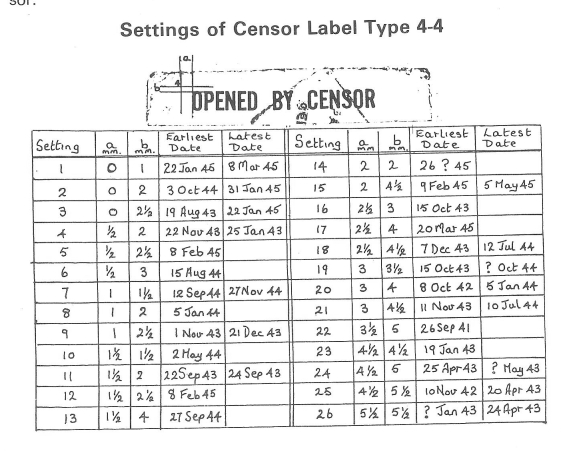 sor.
Settings of Censor Label Type 4-4
a
b 4
OPENED BY CENSOR
Setting a mm. b mm. Earliest Date Latest Date Setting a mm b mm. Earliest Date Latest Date
1 0 1 22 Jan 45 8 Mar 45 14 2 2 26 ? 45
2 0 2 3 Oct 44 31 Jan 45 15 2 4½ 9 Feb 45 5 May 45
3 0 2½ 19 Aug 43 22 Jan 45 16 2½ 3 15 Oct 43
4 ½ 2 22 Nov 43 25 Jan 43 17 2½ 4 20 Mar 45
5 ½ 2½ 8 Feb 45 18 2½ 4½ 7 Dec 43 12 Jul 44
6 ½ 3 15 Aug 44 19 3 3½ 15 Oct 43 ? Oct 44
7 1 1½ 12 Sep 44 27 Nov 44 20 3 4 8 Oct 42 5 Jan 44
8 1 2 5 Jan 44 21 3 4½ 11 Nov 43 10 Jul 44
9 1 2½ 1 Nov 43 21 Dec 43 22 3½ 5 26 Sep 41
10 1½ 1½ 2 May 44 23 4½ 4½ 19 Jan 43
11 1½ 2 22 Sep 43 24 Sep 43 24 4½ 5 25 Apr 43 ? May 43
12 1½ 2½ 8 Feb 45 25 4½ 5½ 10 Nov 42 20 Apr 43
13 1½ 4 27 Sep 44 26 5½ 5½ ? Jan 43 24 Apr 43